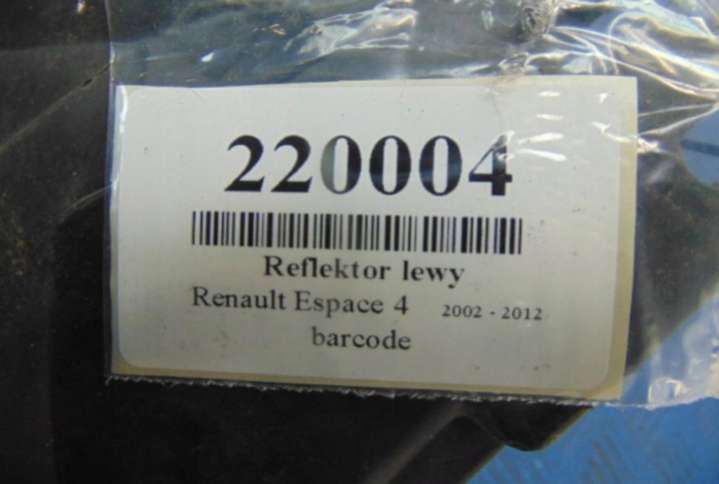 220004
Reflektor lewy
Renault Espace 4 2002 - 2012
barcode